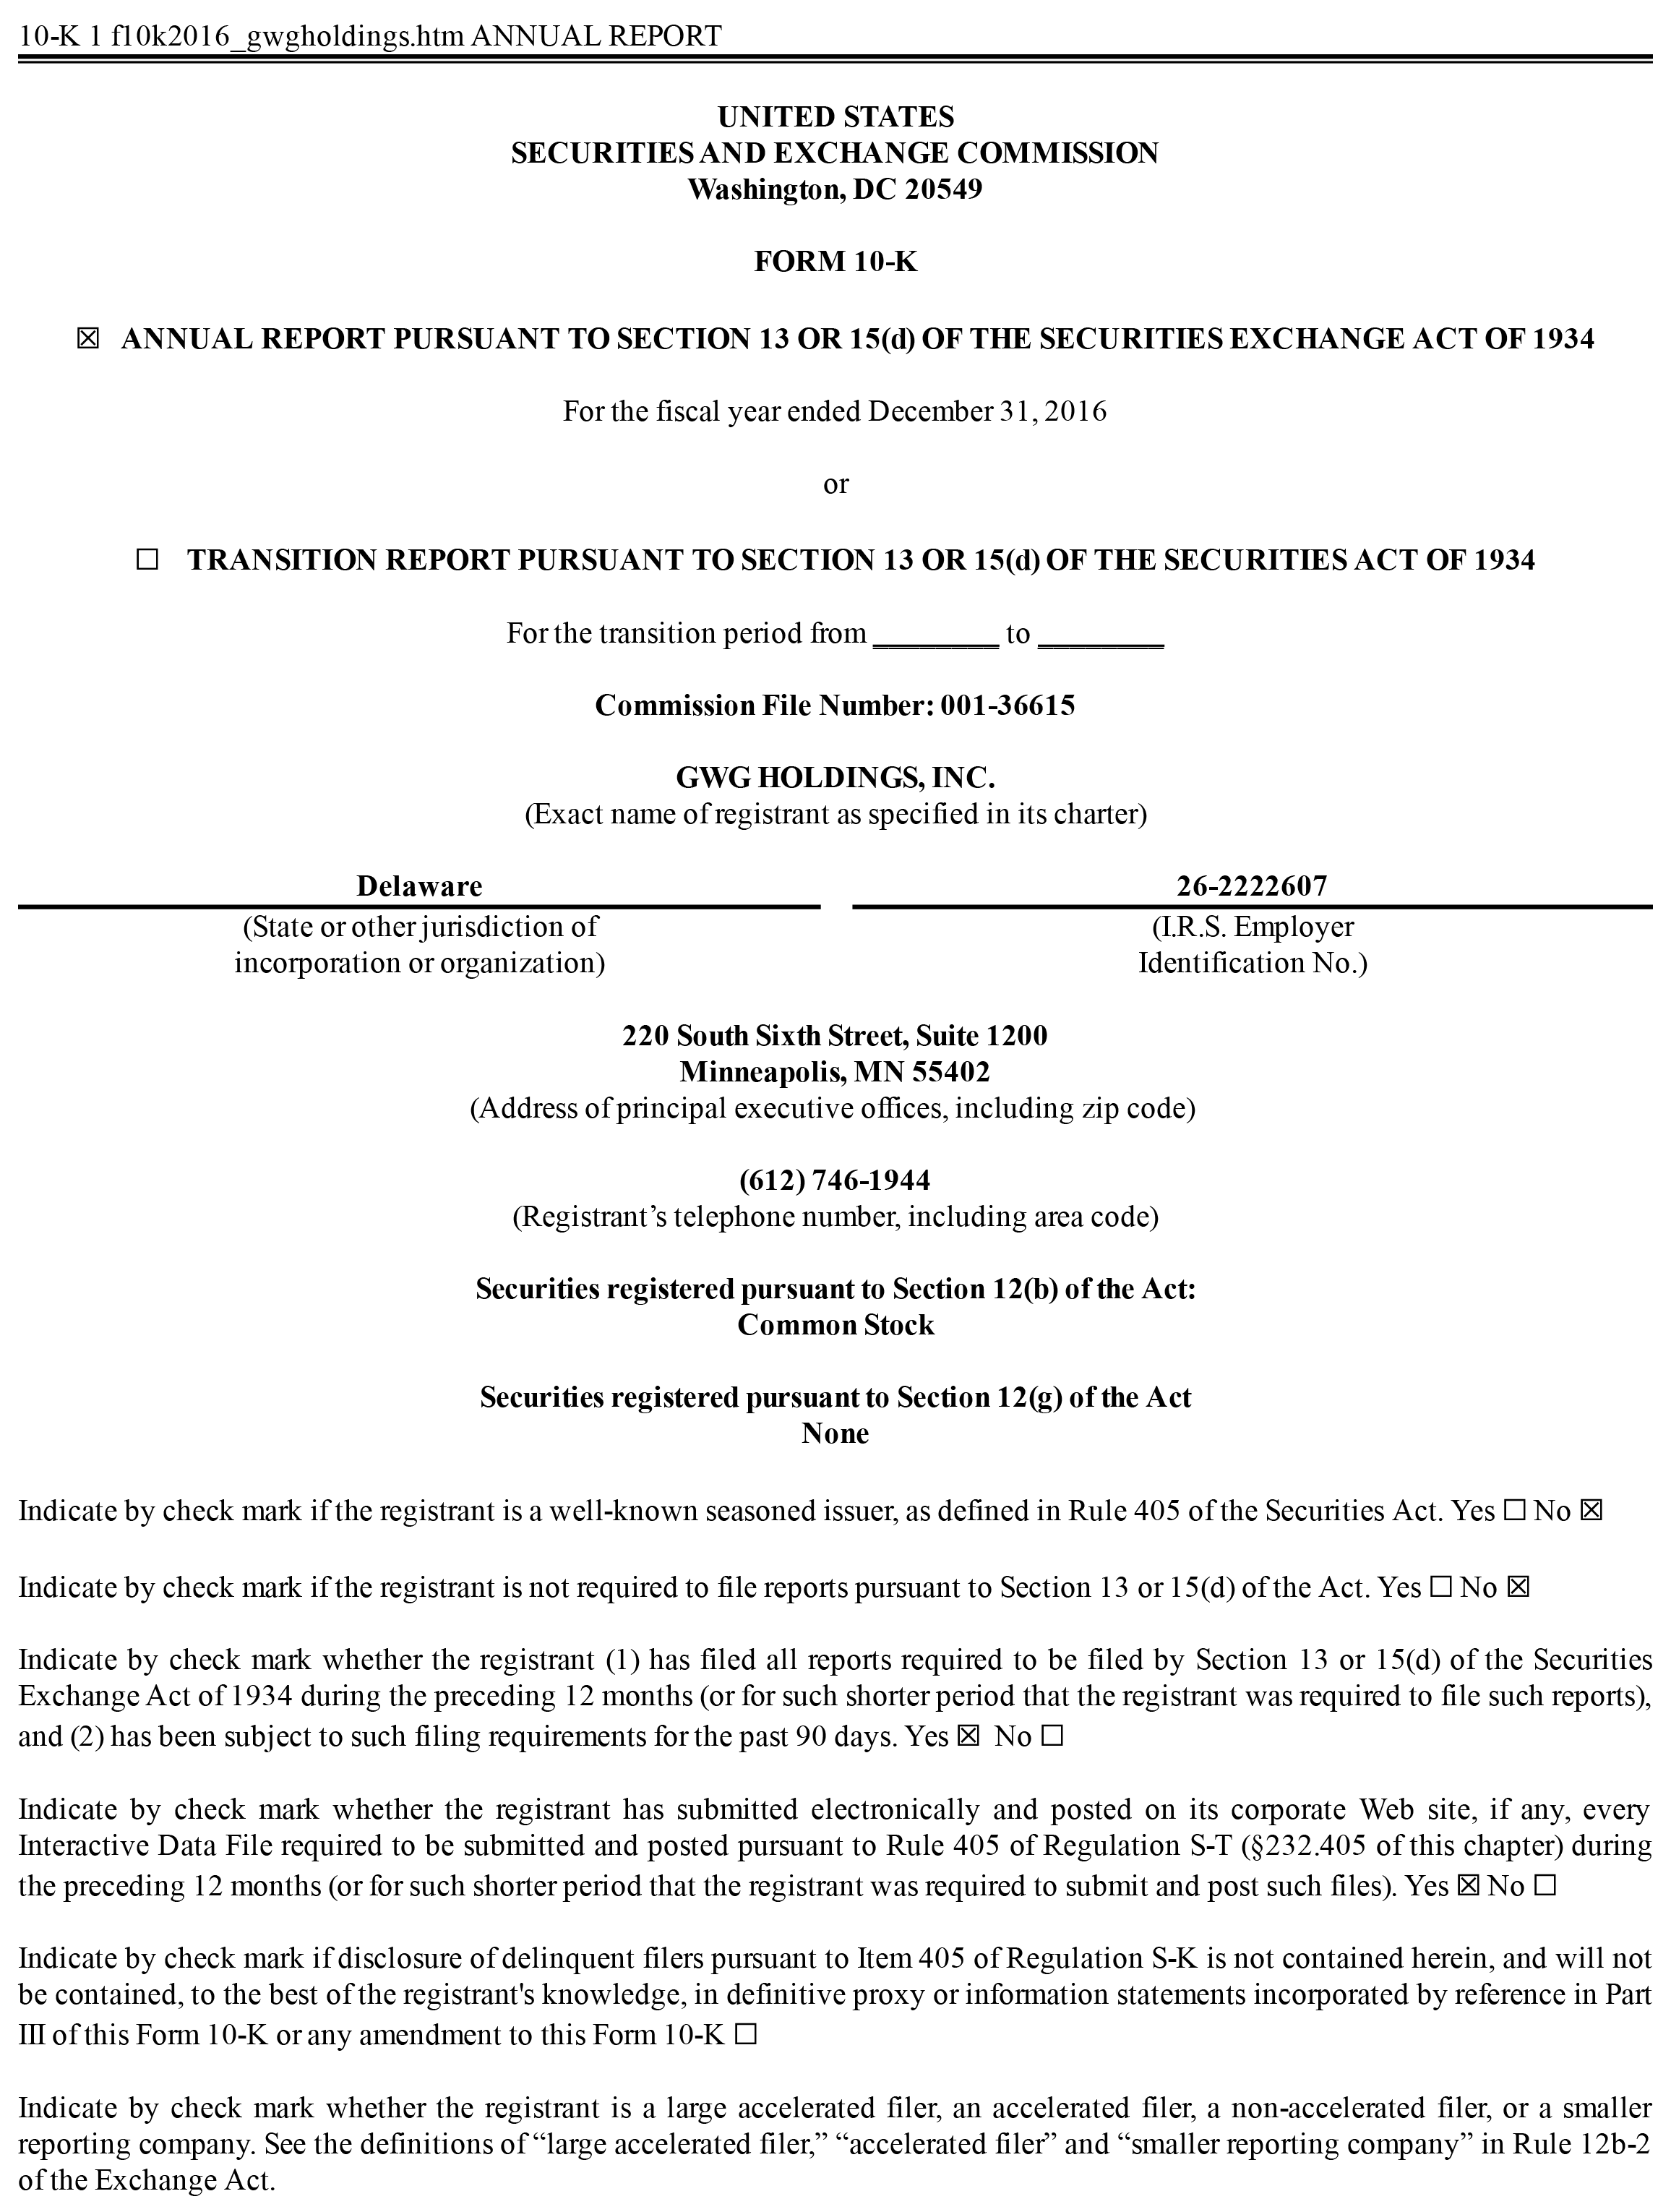 10-K 1 f10k2016_gwgholdings.htm ANNUAL REPORT
UNITED STATES
SECURITIES AND EXCHANGE COMMISSION
Washington, DC 20549
FORM 10-K
☒ ANNUAL REPORT PURSUANT TO SECTION 13 OR 15(d) OF THE SECURITIES EXCHANGE ACT OF 1934
For the fiscal year ended December 31, 2016
or
☐ TRANSITION REPORT PURSUANT TO SECTION 13 OR 15(d) OF THE SECURITIES ACT OF 1934
For the transition period from ________ to ________
Commission File Number: 001-36615
GWG HOLDINGS, INC.
(Exact name of registrant as specified in its charter)
Delaware 26-2222607
(State or other jurisdiction of (I.R.S. Employer
incorporation or organization) Identification No.)
220 South Sixth Street, Suite 1200
Minneapolis, MN 55402
(Address of principal executive offices, including zip code)
(612) 746-1944
(Registrant’s telephone number, including area code)
Securities registered pursuant to Section 12(b) of the Act:
Common Stock
Securities registered pursuant to Section 12(g) of the Act
None
Indicate by check mark if the registrant is a well-known seasoned issuer, as defined in Rule 405 of the Securities Act. Yes ☐ No ☒
Indicate by check mark if the registrant is not required to file reports pursuant to Section 13 or 15(d) of the Act. Yes ☐ No ☒
Indicate by check mark whether the registrant (1) has filed all reports required to be filed by Section 13 or 15(d) of the Securities
Exchange Act of 1934 during the preceding 12 months (or for such shorter period that the registrant was required to file such reports),
and (2) has been subject to such filing requirements for the past 90 days. Yes ☒ No ☐
Indicate by check mark whether the registrant has submitted electronically and posted on its corporate Web site, if any, every
Interactive Data File required to be submitted and posted pursuant to Rule 405 of Regulation S-T (§232.405 of this chapter) during
the preceding 12 months (or for such shorter period that the registrant was required to submit and post such files). Yes ☒ No ☐
Indicate by check mark if disclosure of delinquent filers pursuant to Item 405 of Regulation S-K is not contained herein, and will not
be contained, to the best of the registrant's knowledge, in definitive proxy or information statements incorporated by reference in Part
III of this Form 10-K or any amendment to this Form 10-K ☐
Indicate by check mark whether the registrant is a large accelerated filer, an accelerated filer, a non-accelerated filer, or a smaller
reporting company. See the definitions of “large accelerated filer,” “accelerated filer” and “smaller reporting company” in Rule 12b-2
of the Exchange Act.